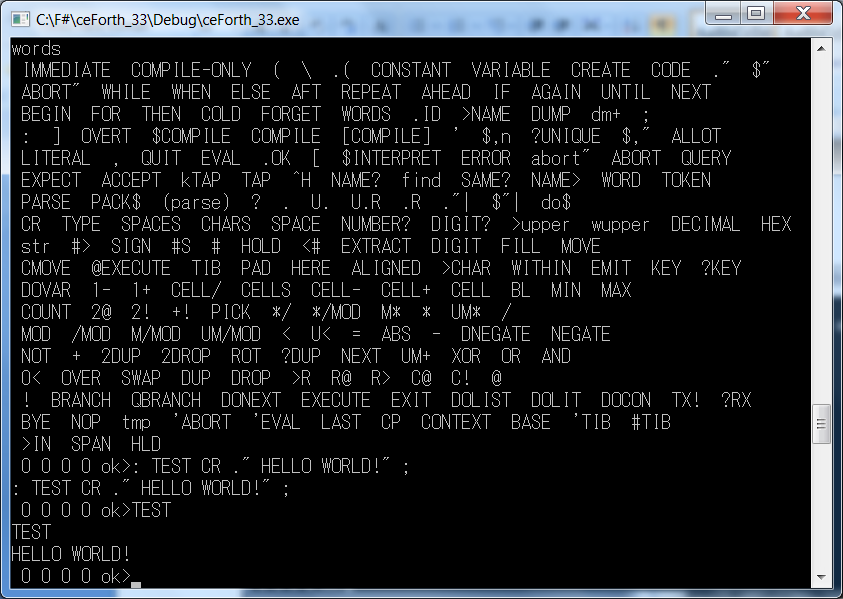 C:\F#\ceForth_33\Debug\ceForth_33.exe
words
IMMEDIATE COMPILE-ONLY ( \ .( CONSTANT VARIABLE CREATE CODE ." $"
ABORT" WHILE WHEN ELSE AFT REPEAT AHEAD IF AGAIN UNTIL NEXT
BEGIN FOR THEN COLD FORGET WORDS .ID >NAME DUMP dm+ ;
: ] OVERT $COMPILE COMPILE [COMPILE] ' $,n ?UNIQUE $," ALLOT
LITERAL , QUIT EVAL .OK [ $INTERPRET ERROR abort" ABORT QUERY
EXPECT ACCEPT kTAP TAP ^H NAME? find SAME? NAME> WORD TOKEN
PARSE PACK$ (parse) ? . U. U.R .R ."| $"| do$
CR TYPE SPACES CHARS SPACE NUMBER? DIGIT? >upper wupper DECIMAL HEX
str #> SIGN #S # HOLD <# EXTRACT DIGIT FILL MOVE
CMOVE @EXECUTE TIB PAD HERE ALIGNED >CHAR WITHIN EMIT KEY ?KEY
DOVAR 1- 1+ CELL/ CELLS CELL- CELL+ CELL BL MIN MAX
COUNT 2@ 2! +! PICK */ */MOD M* * UM* /
MOD /MOD M/MOD UM/MOD < U< = ABS - DNEGATE NEGATE
NOT + 2DUP 2DROP ROT ?DUP NEXT UM+ XOR OR AND
0< OVER SWAP DUP DROP >R R@ R> C@ C! @
! BRANCH QBRANCH DONEXT EXECUTE EXIT DOLIST DOLIT DOCON TX! ?RX
BYE NOP tmp 'ABORT 'EVAL LAST CP CONTEXT BASE 'TIB #TIB
>IN SPAN HLD
0 0 0 0 ok>: TEST CR ." HELLO WORLD!" ;
: TEST CR ." HELLO WORLD!" ;
0 0 0 0 ok>TEST
TEST
HELLO WORLD!
0 0 0 0 ok>